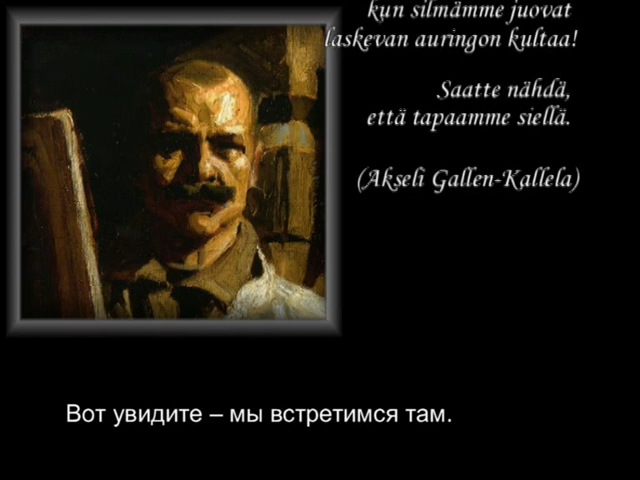 kun silmämme juovat
laskevan auringon kultaa!
Saatte nähdä,
että tapaamme siellä.
(Akseli Gallen-Kallela)
Вот увидите – мы встретимся там.